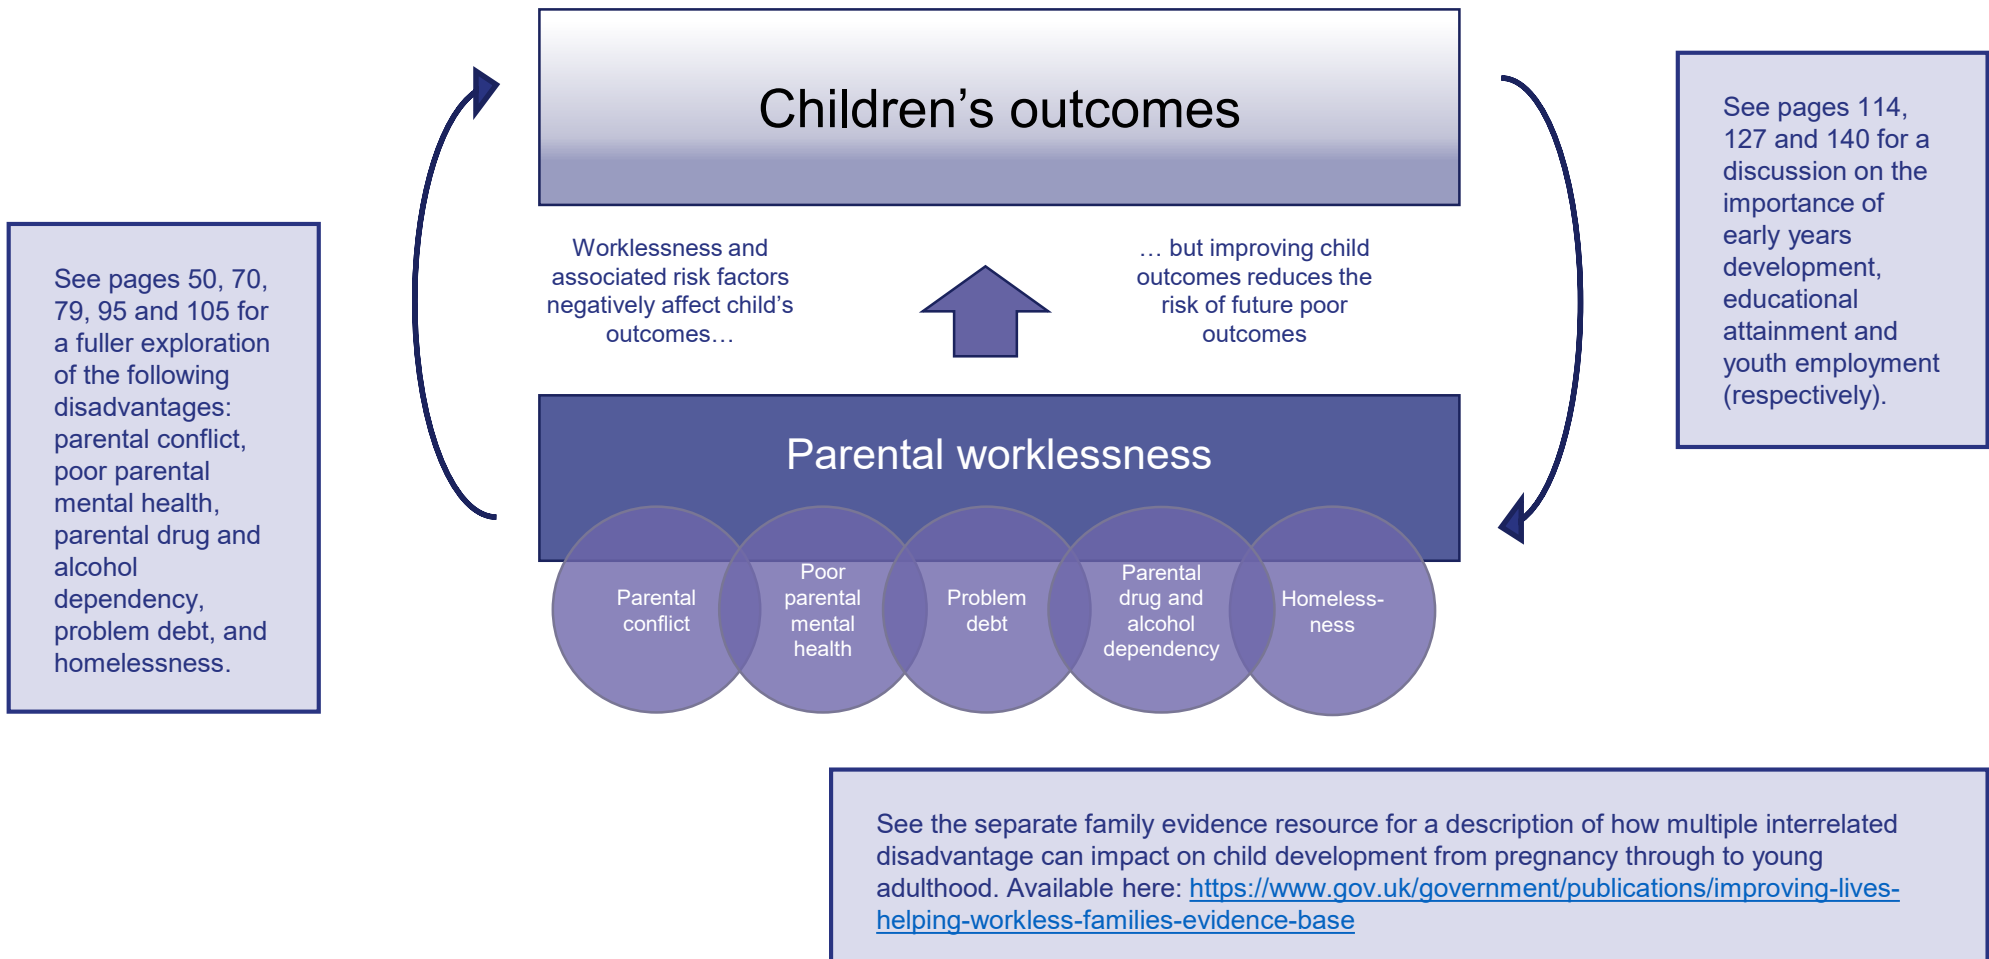 Children’s outcomes
See pages 114,
127 and 140 for a
discussion on the
importance of
early years
development,
educational
attainment and
youth employment
(respectively).
See pages 50, 70,
79, 95 and 105 for
a fuller exploration
of the following
disadvantages:
parental conflict,
poor parental
mental health,
parental drug and
alcohol
dependency,
problem debt, and
homelessness.
Worklessness and
associated risk factors
negatively affect child’s
outcomes…
… but improving child
outcomes reduces the
risk of future poor
outcomes
Parental worklessness
Parental
conflict
Poor
parental
mental
health
Problem
debt
Parental
drug and
alcohol
dependency
Homeless-
ness
See the separate family evidence resource for a description of how multiple interrelated
disadvantage can impact on child development from pregnancy through to young
adulthood. Available here: https://www.gov.uk/government/publications/improving-lives-
helping-workless-families-evidence-base